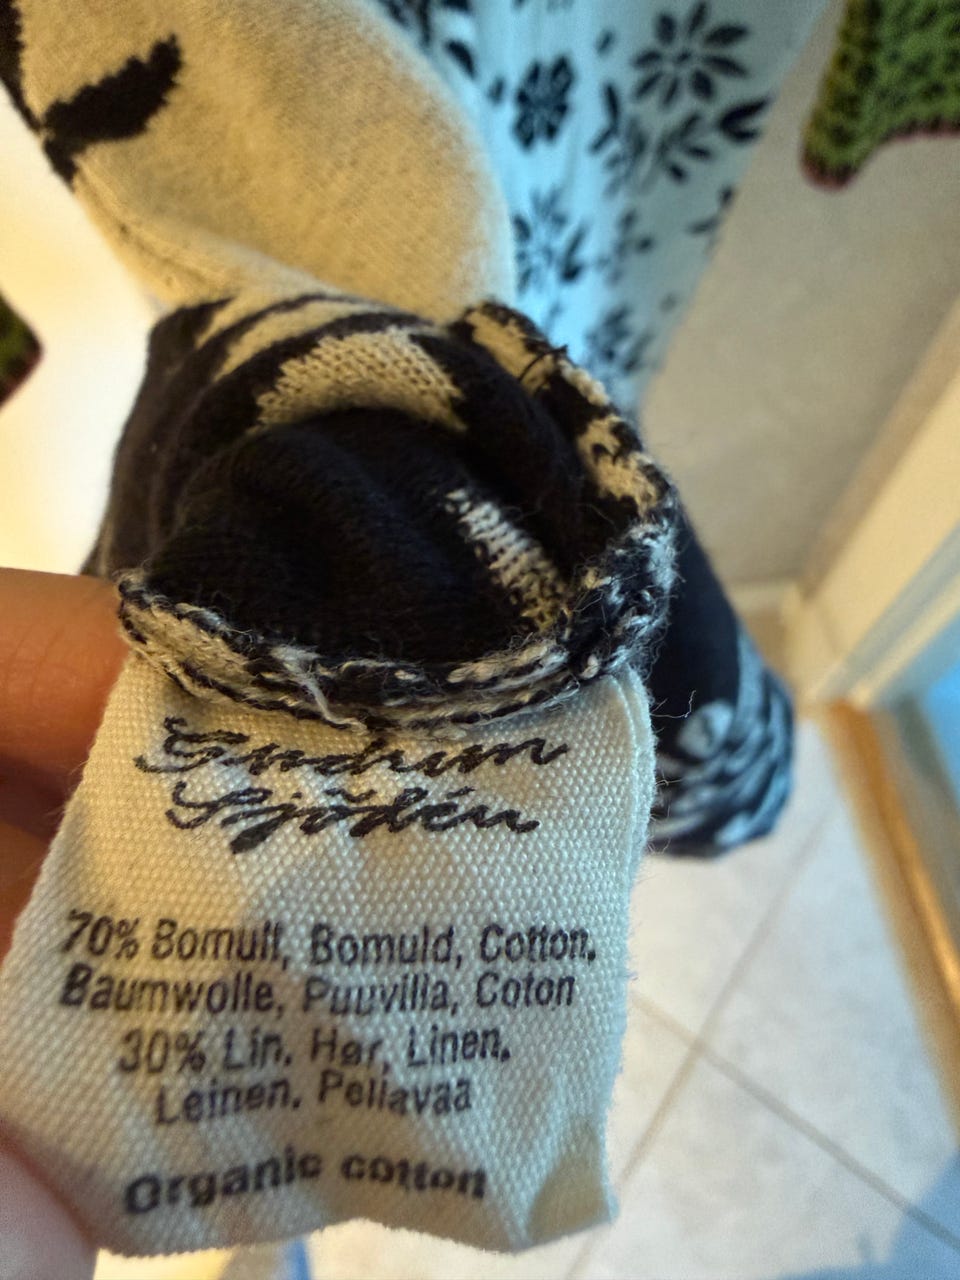 Gudrun
Sjödén
70% Bomull, Bomuld, Cotton,
Baumwolle, Puuvilla, Coton
30% Lin, Hør, Linen,
Leinen, Pellavaa
Organic cotton